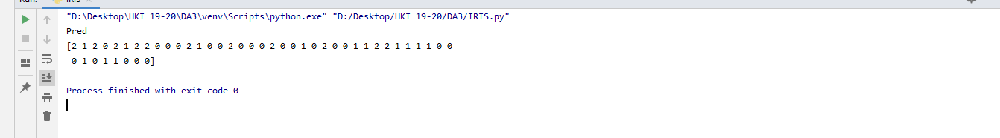 Run: IRIS
"D:\Desktop\HKI 19-20\DA3\venv\Scripts\python.exe" "D:/Desktop/HKI 19-20/DA3/IRIS.py"
Pred
[2 1 2 0 2 1 2 2 0 0 0 2 1 0 0 2 0 0 0 2 0 0 1 0 2 0 0 1 1 2 2 1 1 1 1 0 0
0 1 0 1 1 0 0 0]
Process finished with exit code 0